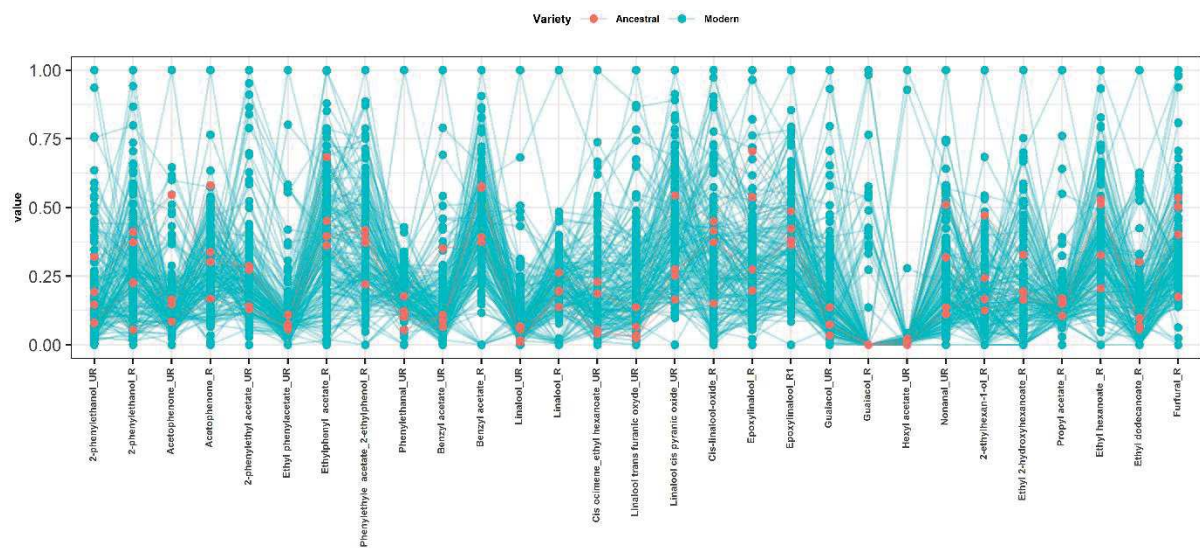 Variety Ancestral Modern
1.00
0.75
0.50
0.25
0.00
value
2-phenylethanol_UR
2-phenylethanol_R
Acetophenone_UR
Acetophenone_R
2-phenylethyl acetate_UR
Ethyl phenylacetate_UR
Ethylphenyl acetate_R
Phenylethyle acetate_2-ethylphenol_R
Phenylethanal_UR
Benzyl acetate_UR
Benzyl acetate_R
Linalool_UR
Linalool_R
Cis ocimene_ethyl hexanoate_UR
Linalool trans furanic oxyde_UR
Linalool cis pyranic oxide_UR
Cis-linalool-oxide_R
Epoxylinalool_R
Epoxylinalool_R1
Guaiacol_UR
Guaiacol_R
Hexyl acetate_UR
Nonanal_UR
2-ethylhexan-1-ol_R
Ethyl 2-hydroxyhexanoate_R
Propyl acetate_R
Ethyl hexanoate_R
Ethyl dodecanoate_R
Furfural_R